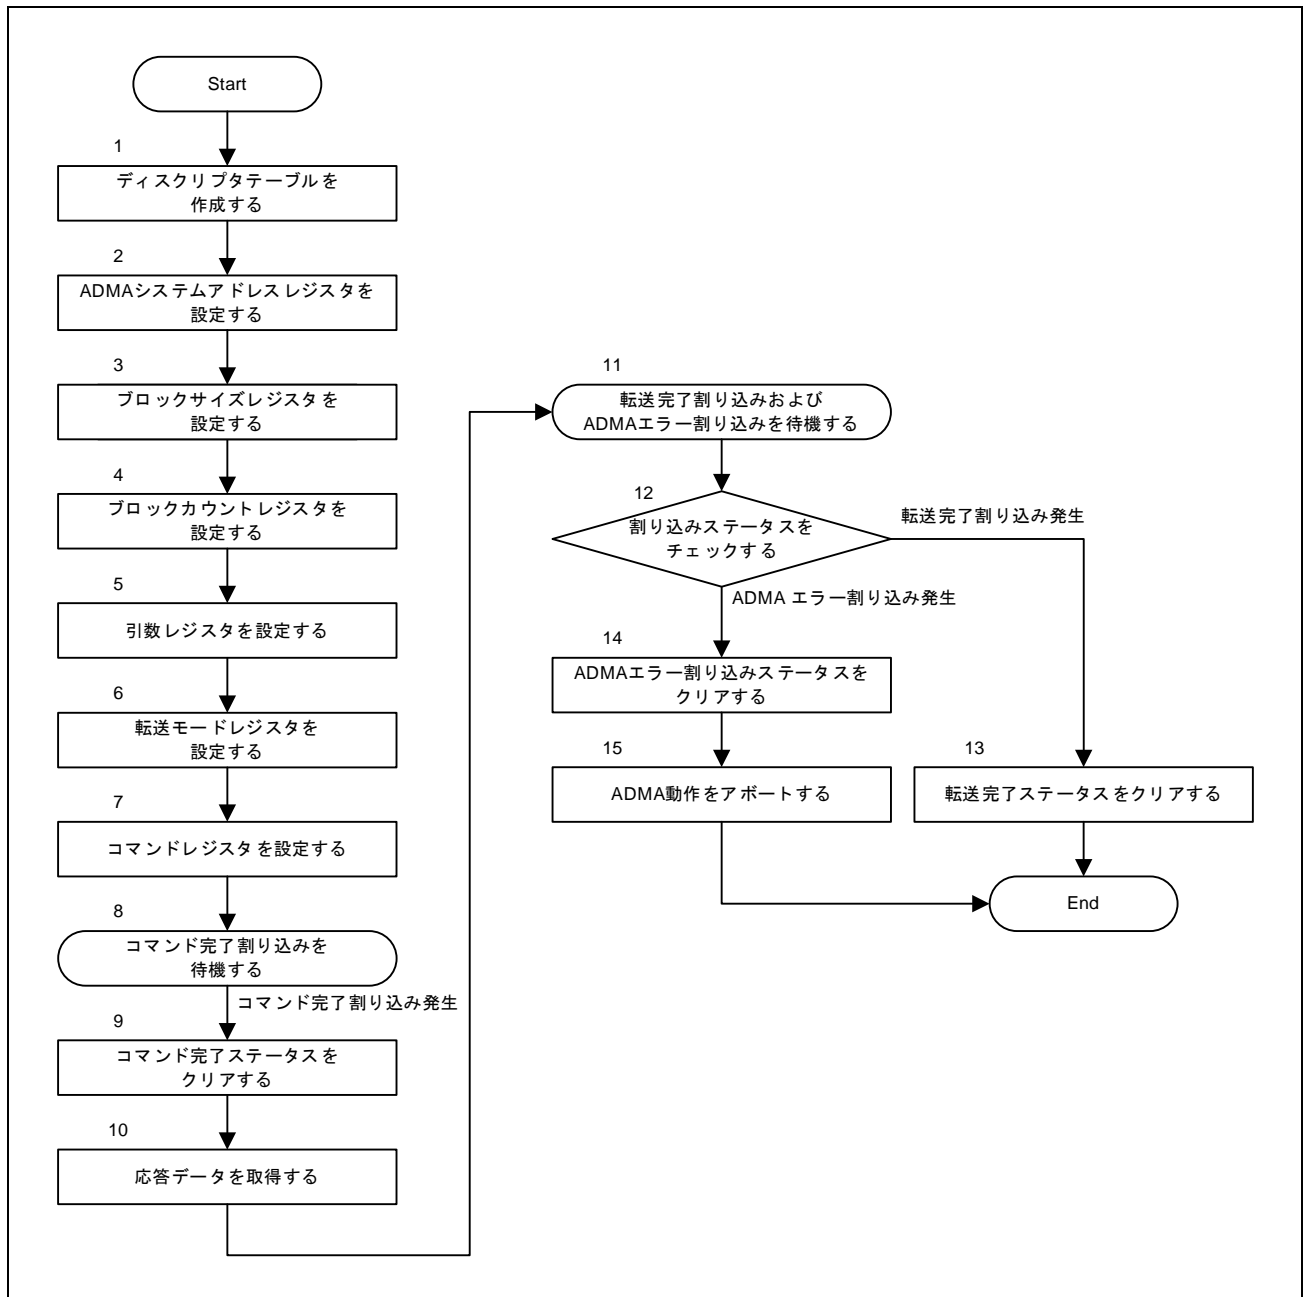 Start
1
ディスクリプタテーブルを
作成する
2
ADMAシステムアドレスレジスタを
設定する
3
ブロックサイズレジスタを
設定する
4
ブロックカウントレジスタを
設定する
5
引数レジスタを設定する
6
転送モードレジスタを
設定する
7
コマンドレジスタを設定する
8
コマンド完了割り込みを
待機する
コマンド完了割り込み発生
9
コマンド完了ステータスを
クリアする
10
応答データを取得する
11
転送完了割り込みおよび
ADMAエラー割り込みを待機する
12
割り込みステータスを
チェックする
転送完了割り込み発生
ADMA エラー割り込み発生
14
ADMAエラー割り込みステータスを
クリアする
15
ADMA動作をアボートする
13
転送完了ステータスをクリアする
End